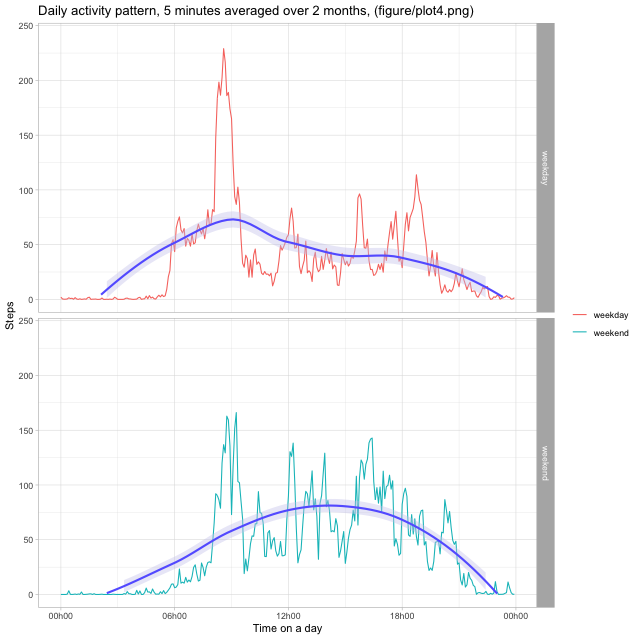 Daily activity pattern, 5 minutes averaged over 2 months, (figure/plot4.png)
250
200
150
100
50
0
weekday
250
200
150
100
50
0
weekend
Steps
00h00
06h00
12h00
18h00
00h00
Time on a day
weekday
weekend